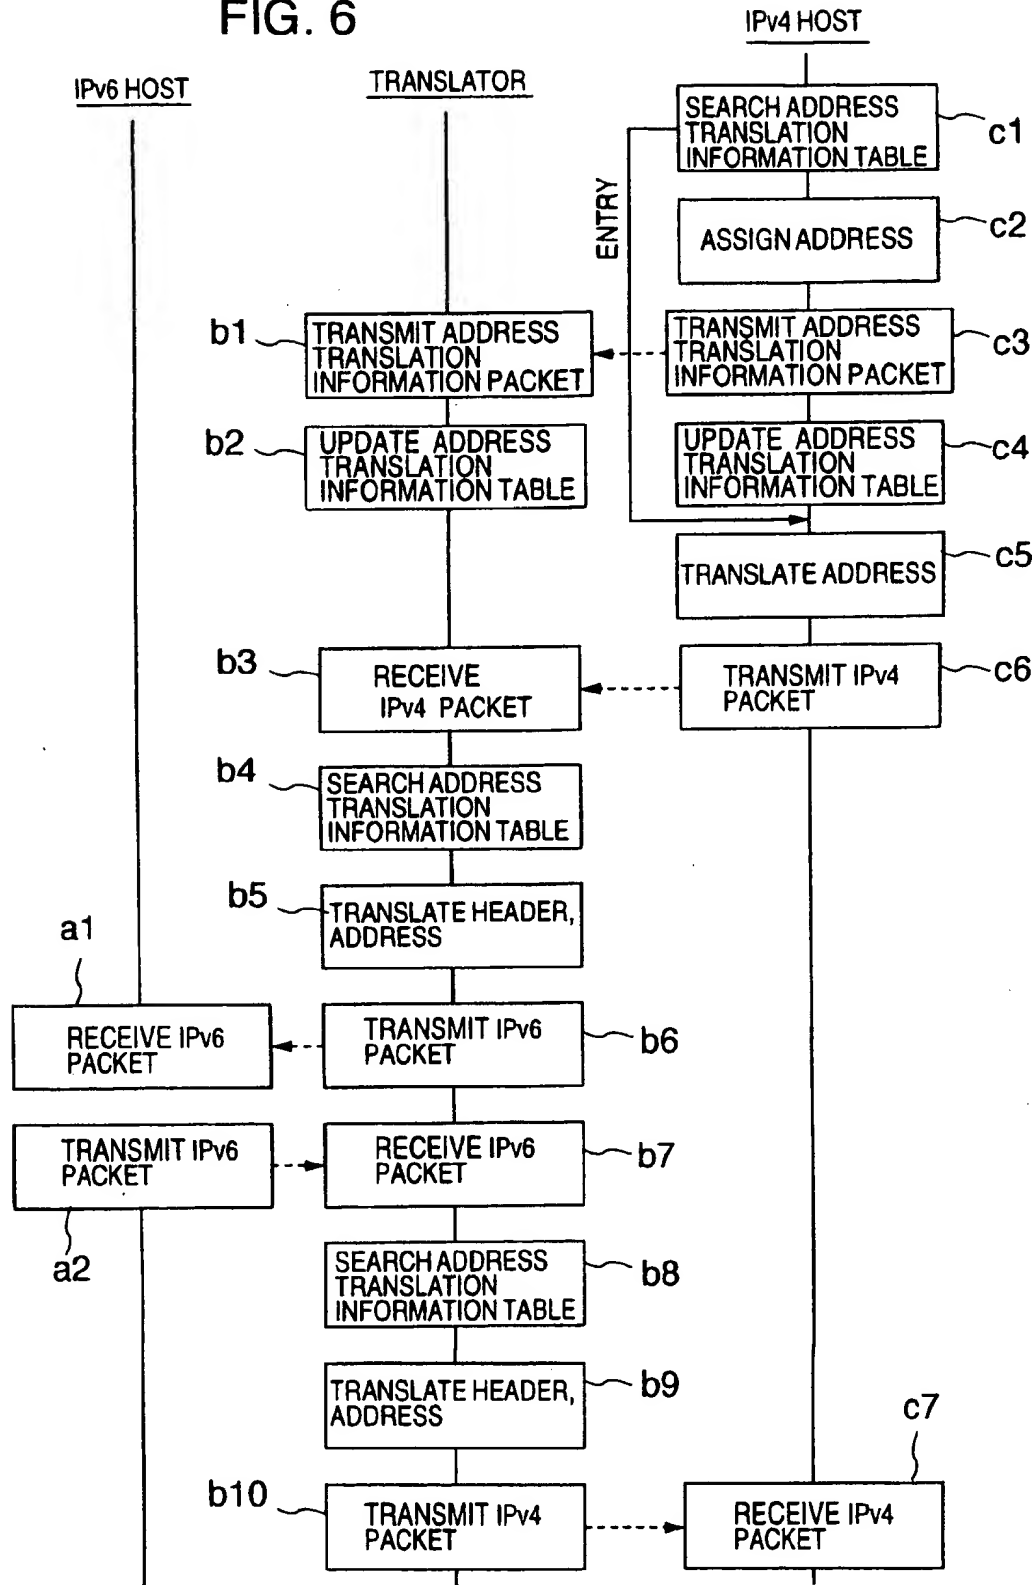 FIG. 6
IPv4 HOST
IPv6 HOST
TRANSLATOR
SEARCH ADDRESS
TRANSLATION
INFORMATION TABLE
c1
ENTRY
ASSIGN ADDRESS
c2
b1
TRANSMIT ADDRESS
TRANSLATION
INFORMATION PACKET
TRANSMIT ADDRESS
TRANSLATION
INFORMATION PACKET
c3
b2
UPDATE ADDRESS
TRANSLATION
INFORMATION TABLE
UPDATE ADDRESS
TRANSLATION
INFORMATION TABLE
c4
TRANSLATE ADDRESS
c5
b3
RECEIVE
IPv4 PACKET
TRANSMIT IPv4
PACKET
c6
b4
SEARCH ADDRESS
TRANSLATION
INFORMATION TABLE
b5
TRANSLATE HEADER,
ADDRESS
a1
RECEIVE IPv6
PACKET
TRANSMIT IPv6
PACKET
b6
TRANSMIT IPv6
PACKET
a2
RECEIVE IPv6
PACKET
b7
SEARCH ADDRESS
TRANSLATION
INFORMATION TABLE
b8
TRANSLATE HEADER,
ADDRESS
b9
b10
TRANSMIT IPv4
PACKET
c7
RECEIVE IPv4
PACKET